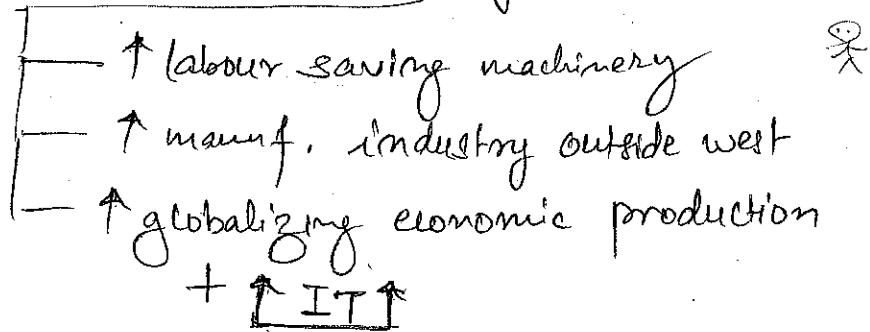 ↑ labour saving machinery
↑ manuf. industry outside west
↑ globalizing economic production
+ ↑ IT ↑